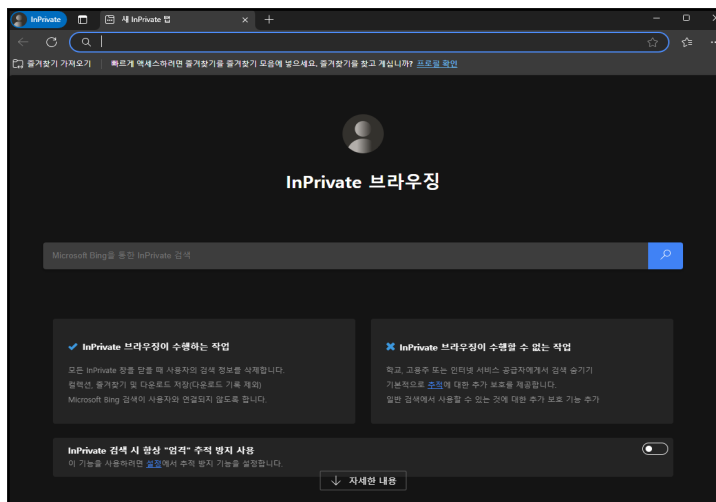 InPrivate
새 InPrivate 탭
즐겨찾기 가져오기
빠르게 액세스하려면 즐겨찾기를 즐겨찾기 모음에 넣으세요. 즐겨찾기를 찾고 계십니까? 프로필 확인
InPrivate 브라우징
Microsoft Bing을 통한 InPrivate 검색
InPrivate 브라우징이 수행하는 작업
모든 InPrivate 창을 닫을 때 사용자의 검색 정보를 삭제합니다.
컬렉션, 즐겨찾기 및 다운로드 저장(다운로드 기록 제외)
Microsoft Bing 검색이 사용자와 연결되지 않도록 합니다.
InPrivate 브라우징이 수행할 수 없는 작업
학교, 고용주 또는 인터넷 서비스 공급자에게서 검색 숨기기
기본적으로 추적에 대한 추가 보호를 제공합니다.
일반 검색에서 사용할 수 있는 것에 대한 추가 보호 기능 추가
InPrivate 검색 시 항상 "엄격" 추적 방지 사용
이 기능을 사용하려면 설정에서 추적 방지 기능을 설정합니다.
자세한 내용